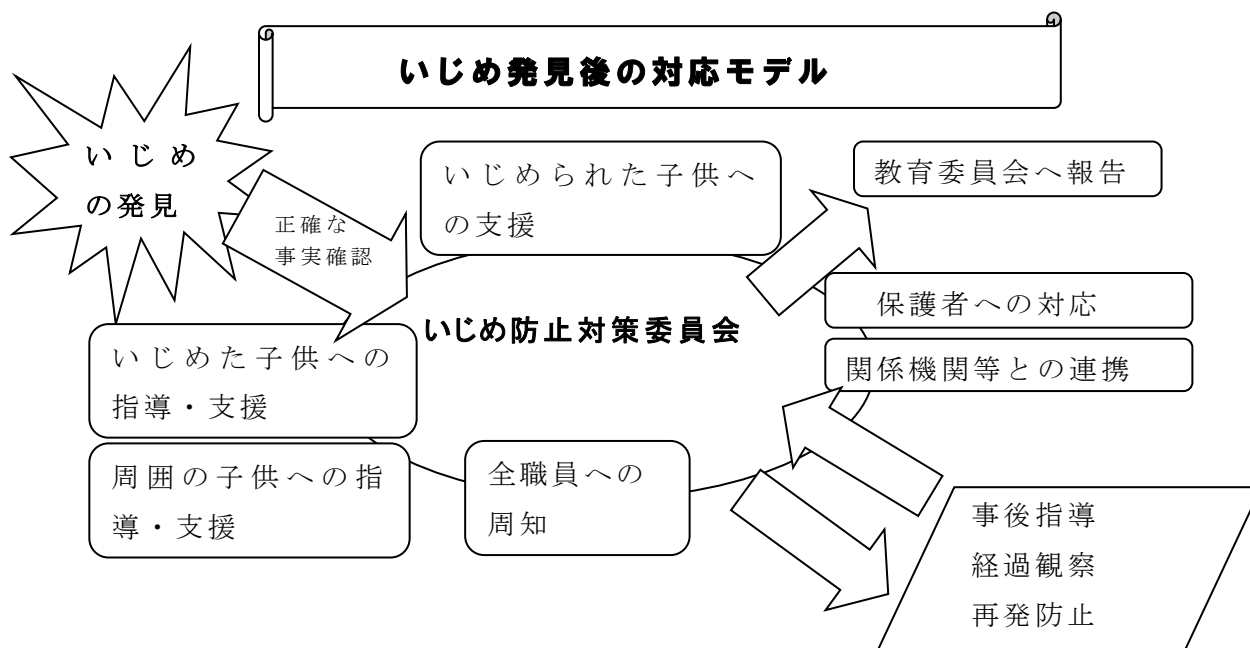 いじめ発見後の対応モデル
いじめ
の発見
正確な
事実確認
いじめられた子供へ
の支援
教育委員会へ報告
保護者への対応
関係機関等との連携
いじめ防止対策委員会
いじめた子供への
指導・支援
周囲の子供への指
導・支援
全職員への
周知
事後指導
経過観察
再発防止